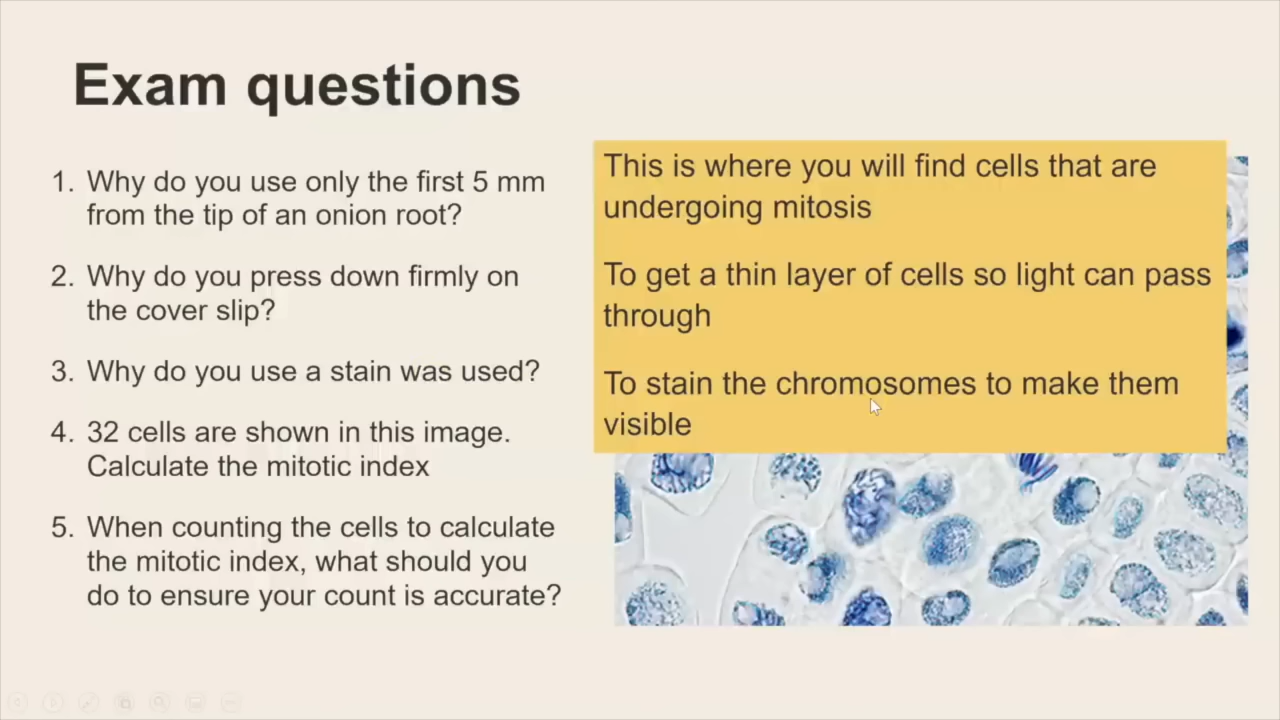 Exam questions
1. Why do you use only the first 5 mm
from the tip of an onion root?
2. Why do you press down firmly on
the cover slip?
3. Why do you use a stain was used?
4. 32 cells are shown in this image.
Calculate the mitotic index
5. When counting the cells to calculate
the mitotic index, what should you
do to ensure your count is accurate?
This is where you will find cells that are
undergoing mitosis
To get a thin layer of cells so light can pass
through
To stain the chromosomes to make them
visible